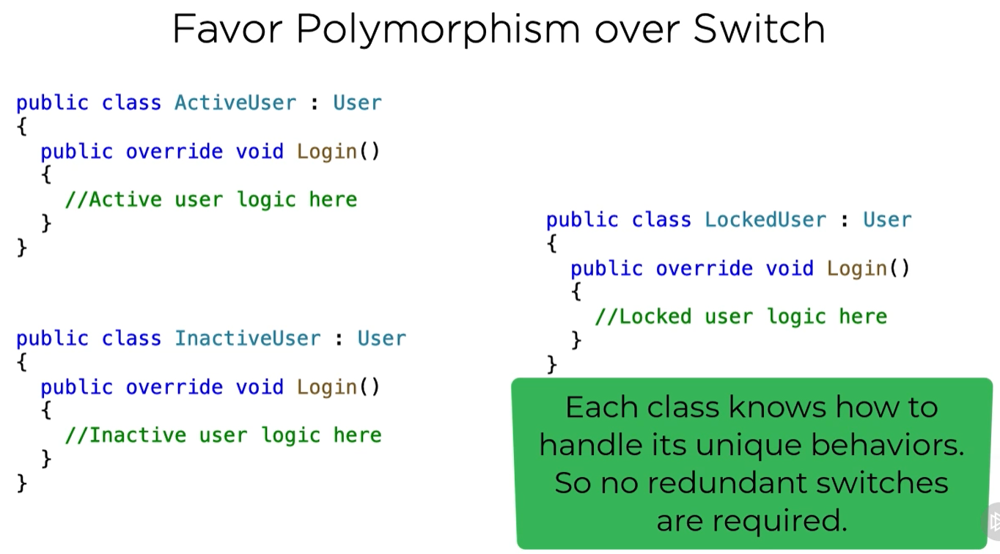 Favor Polymorphism over Switch
public class ActiveUser : User
{
  public override void Login()
  {
    //Active user logic here
  }
}
public class InactiveUser : User
{
  public override void Login()
  {
    //Inactive user logic here
  }
}
public class LockedUser : User
{
  public override void Login()
  {
    //Locked user logic here
  }
}
Each class knows how to
handle its unique behaviors.
So no redundant switches
are required.